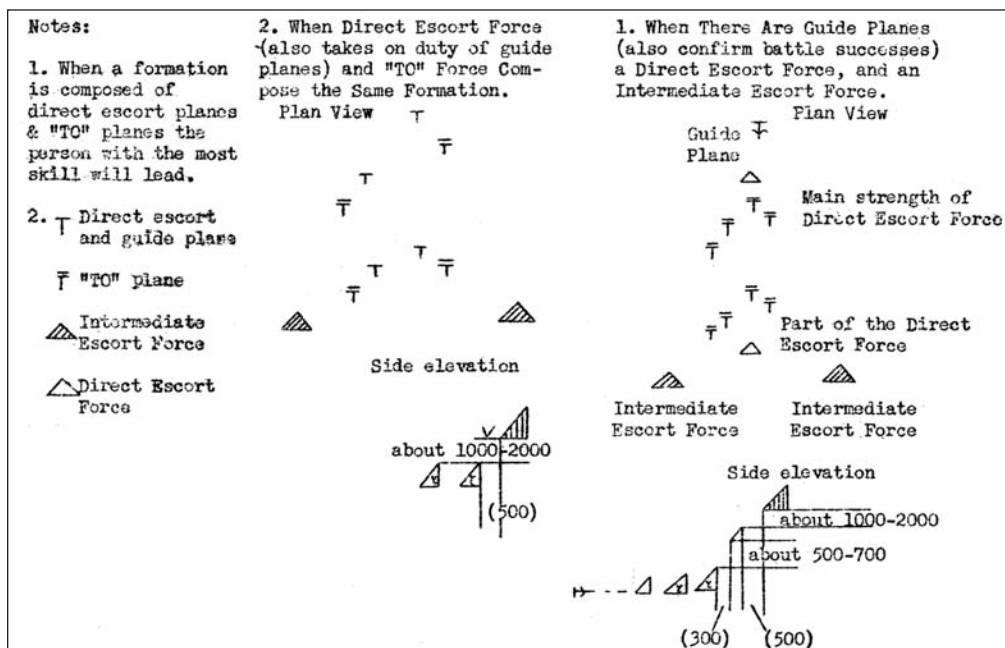 Notes:
1. When a formation
is composed of
direct escort planes
& "TO" planes the
person with the most
skill will lead.
2. Direct escort
and guide plane
"TO" plane
Intermediate
Escort Force
Direct Escort
Force
2. When Direct Escort Force
(also takes on duty of guide
planes) and "TO" Force Com-
pose the Same Formation.
Plan View
Side elevation
about 1000-2000
(500)
1. When There Are Guide Planes
(also confirm battle successes)
a Direct Escort Force, and an
Intermediate Escort Force.
Plan View
Guide
Plane
Main strength of
Direct Escort Force
Part of the Direct
Escort Force
Intermediate
Escort Force
Intermediate
Escort Force
Side elevation
about 1000-2000
about 500-700
(300)
(500)